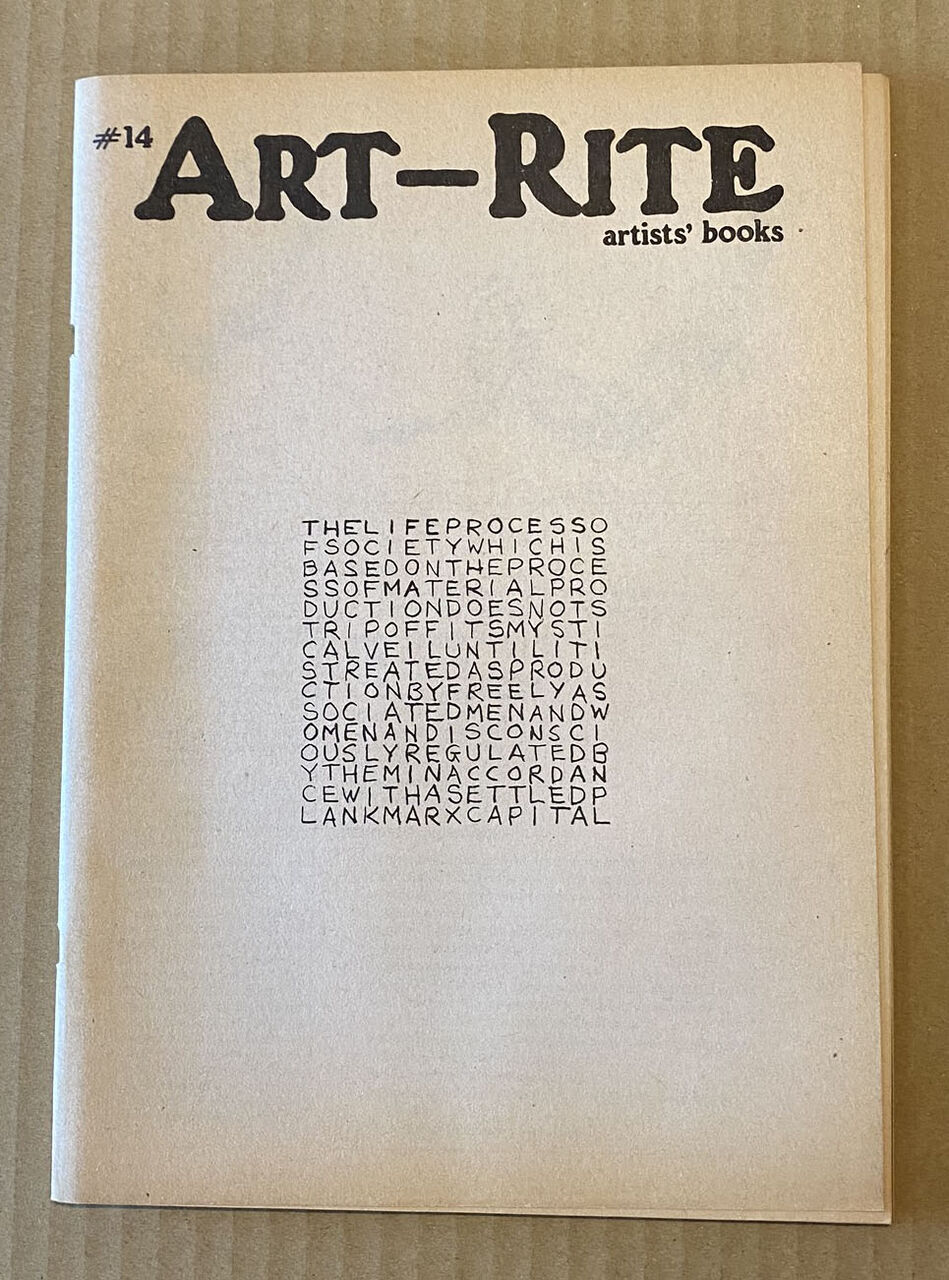 #14 ART-RITE
artists' books
THELIFEPROCESSO
FSOCIETYWHICHIS
BASEDONTHEPROCE
SSOFMATERIALPRO
DUCTIONDOESNOTS
TRIPOFFITSMYSTI
CALVEILUNTILITI
STREATEDASPRODU
CTIONBYFREELYAS
SOCIATEDMENANDW
OMENANDISCONSCI
OUSLYREGULATEDB
YTHEMINACCORDAN
CEWITHASETTLEDP
LANKMARXCAPITAL